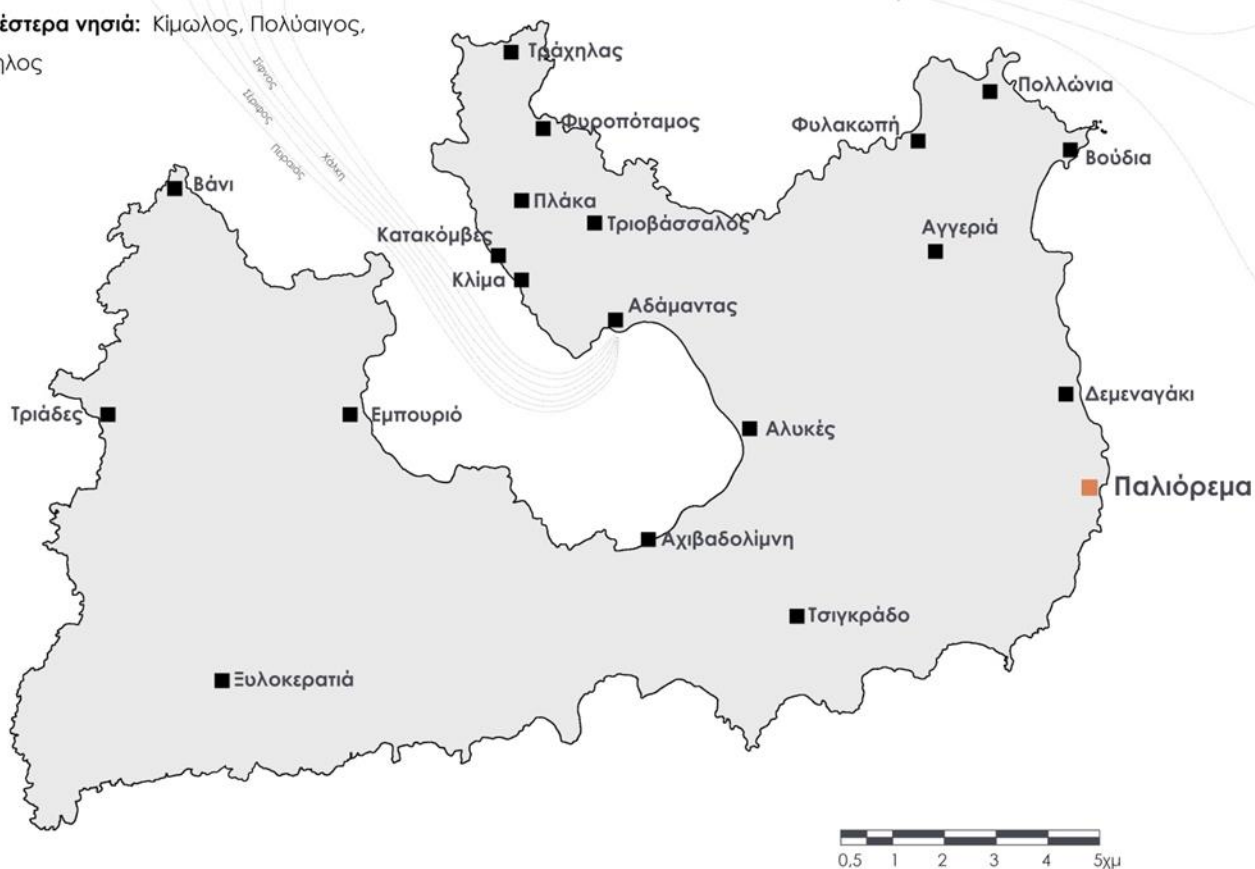 έστερα νησιά: Κίμωλος, Πολύαιγος,
ηλος
Σίφνος
Σέριφος
Πειραιάς
Χάλκη
Τράχηλας
Φυροπόταμος
Πολλώνια
Φυλακωπή
Βούδια
Βάνι
Πλάκα
Τριοβάσσαλος
Αγγεριά
Κατακόμβες
Κλίμα
Αδάμαντας
Δεμεναγάκι
Τριάδες
Εμπουριό
Αλυκές
Παλιόρεμα
Αχιβαδολίμνη
Τσιγκράδο
Ξυλοκερατιά
0,5 1 2 3 4 5χμ